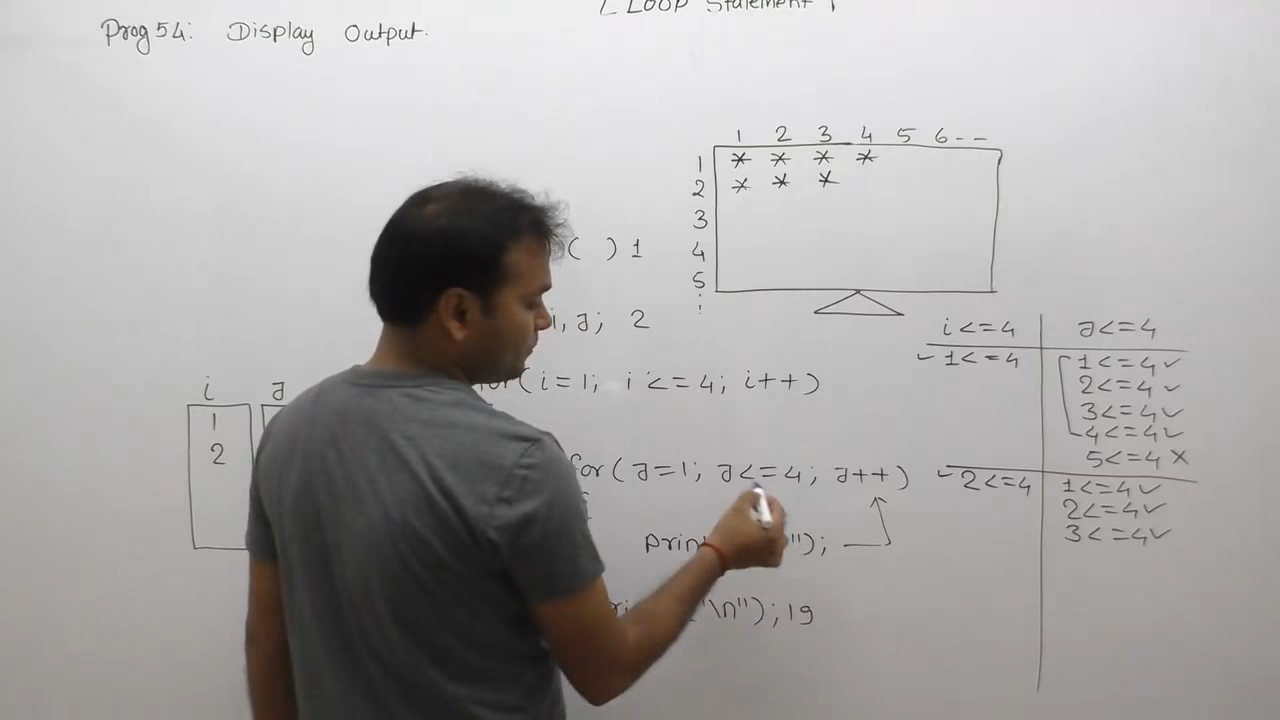 LOOP Statement
Prog 54: Display Output.
1 2 3 4 5 6--
1 * * * *
2 * * *
3
4
5
( ) 1
i, j; 2
for(i=1; i<=4; i++)
for(j=1; j<=4; j++)
");
"\n"); 19
i j
1
2
i<=4 j<=4
✓1<=4 1<=4✓
2<=4✓
3<=4✓
4<=4✓
5<=4 x
✓2<=4 1<=4✓
2<=4✓
3<=4✓